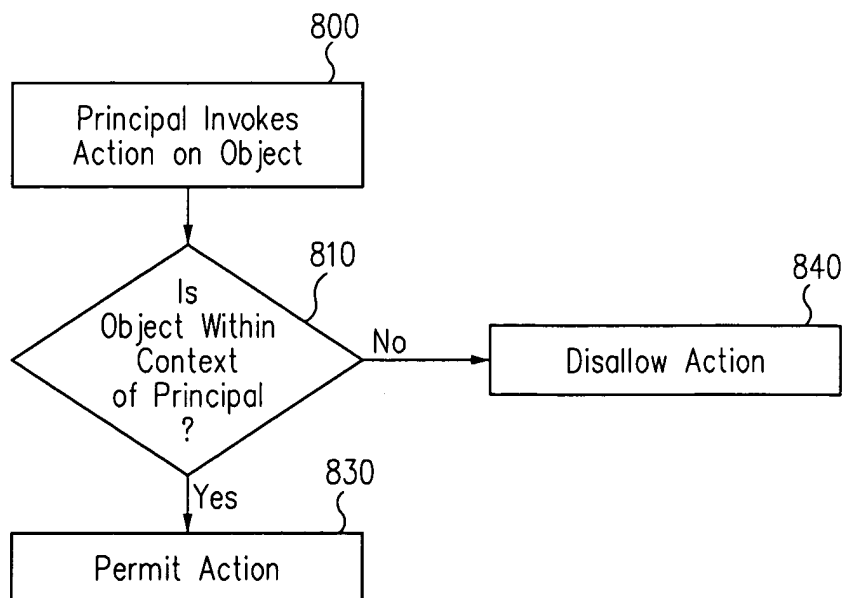 800
Principal Invokes
Action on Object
810
Is
Object Within
Context
of Principal
?
No
840
Disallow Action
Yes
830
Permit Action